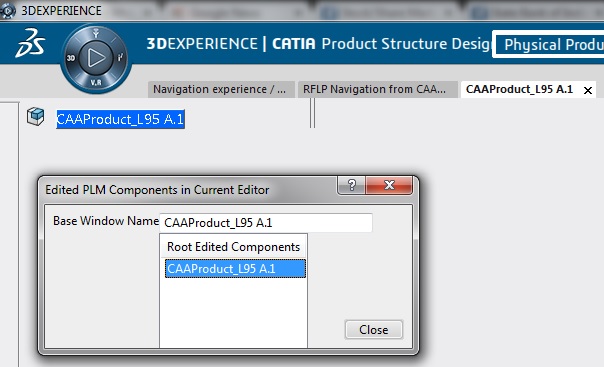 3DEXPERIENCE
3DEXPERIENCE | CATIA Product Structure Desig
Physical Produ
3D
V.R
Navigation experience / ...
RFLP Navigation from CAA...
CAAProduct_L95 A.1
CAAProduct_L95 A.1
Edited PLM Components in Current Editor
Base Window Name
CAAProduct_L95 A.1
Root Edited Components
CAAProduct_L95 A.1
Close